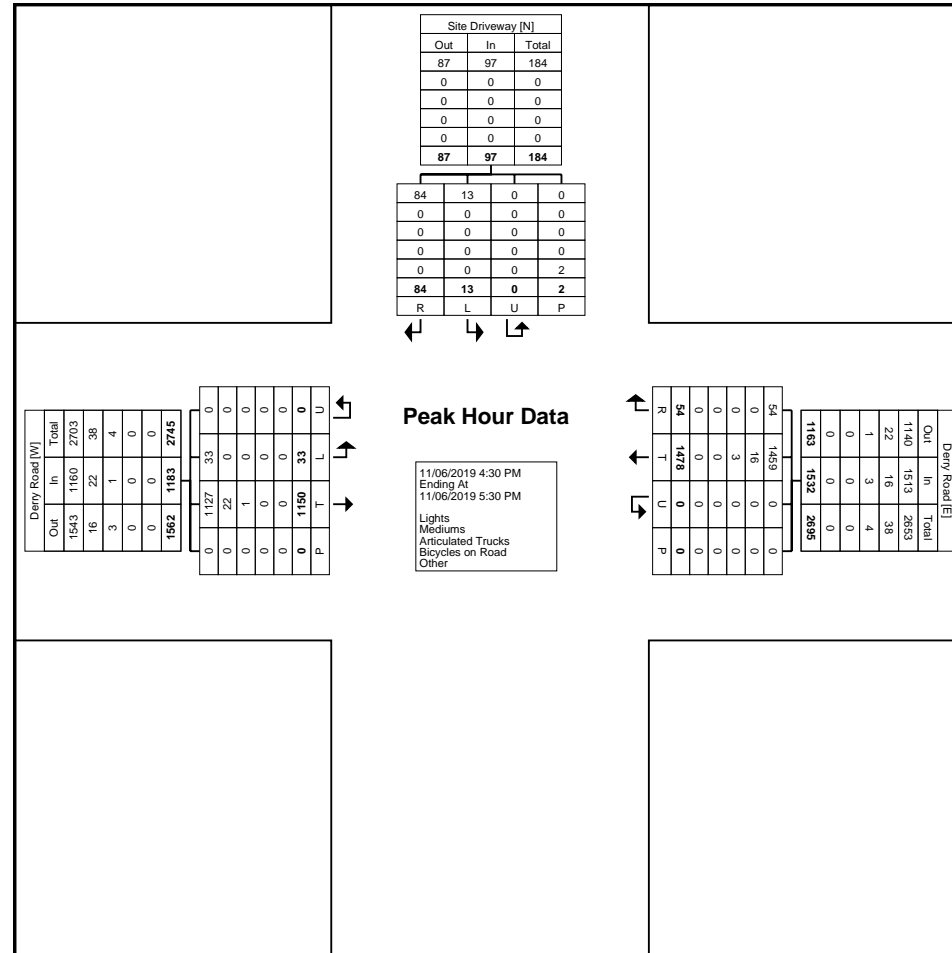 Site Driveway [N]
Out In Total
87 97 184
0 0 0
0 0 0
0 0 0
0 0 0
87 97 184
84 13 0 0
0 0 0 0
0 0 0 0
0 0 0 0
0 0 0 2
84 13 0 2
R L U P
Derry Road [W]
Total 2703 38 4 0 0 2745
In 1160 22 1 0 0 1183
Out 1543 16 3 0 0 1562
0 0 0 0 0 0 U
33 0 0 0 0 33 L
1127 22 1 0 0 1150 T
0 0 0 0 0 0 P
Peak Hour Data
11/06/2019 4:30 PM
Ending At
11/06/2019 5:30 PM
Lights
Mediums
Articulated Trucks
Bicycles on Road
Other
R 54 0 0 0 0 54
T 1478 0 0 3 16 1459
U 0 0 0 0 0 0
P 0 0 0 0 0 0
Derry Road [E]
1163 0 0 1 22 1140 Out
1532 0 0 3 16 1513 In
2695 0 0 4 38 2653 Total